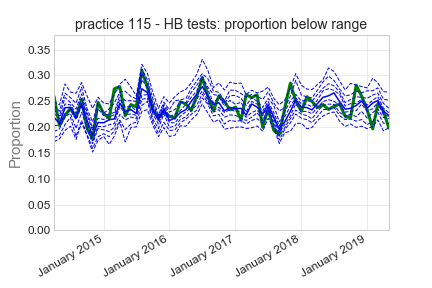 practice 115 - HB tests: proportion below range
0.35
0.30
0.25
0.20
0.15
0.10
0.05
0.00
Proportion
January 2015
January 2016
January 2017
January 2018
January 2019